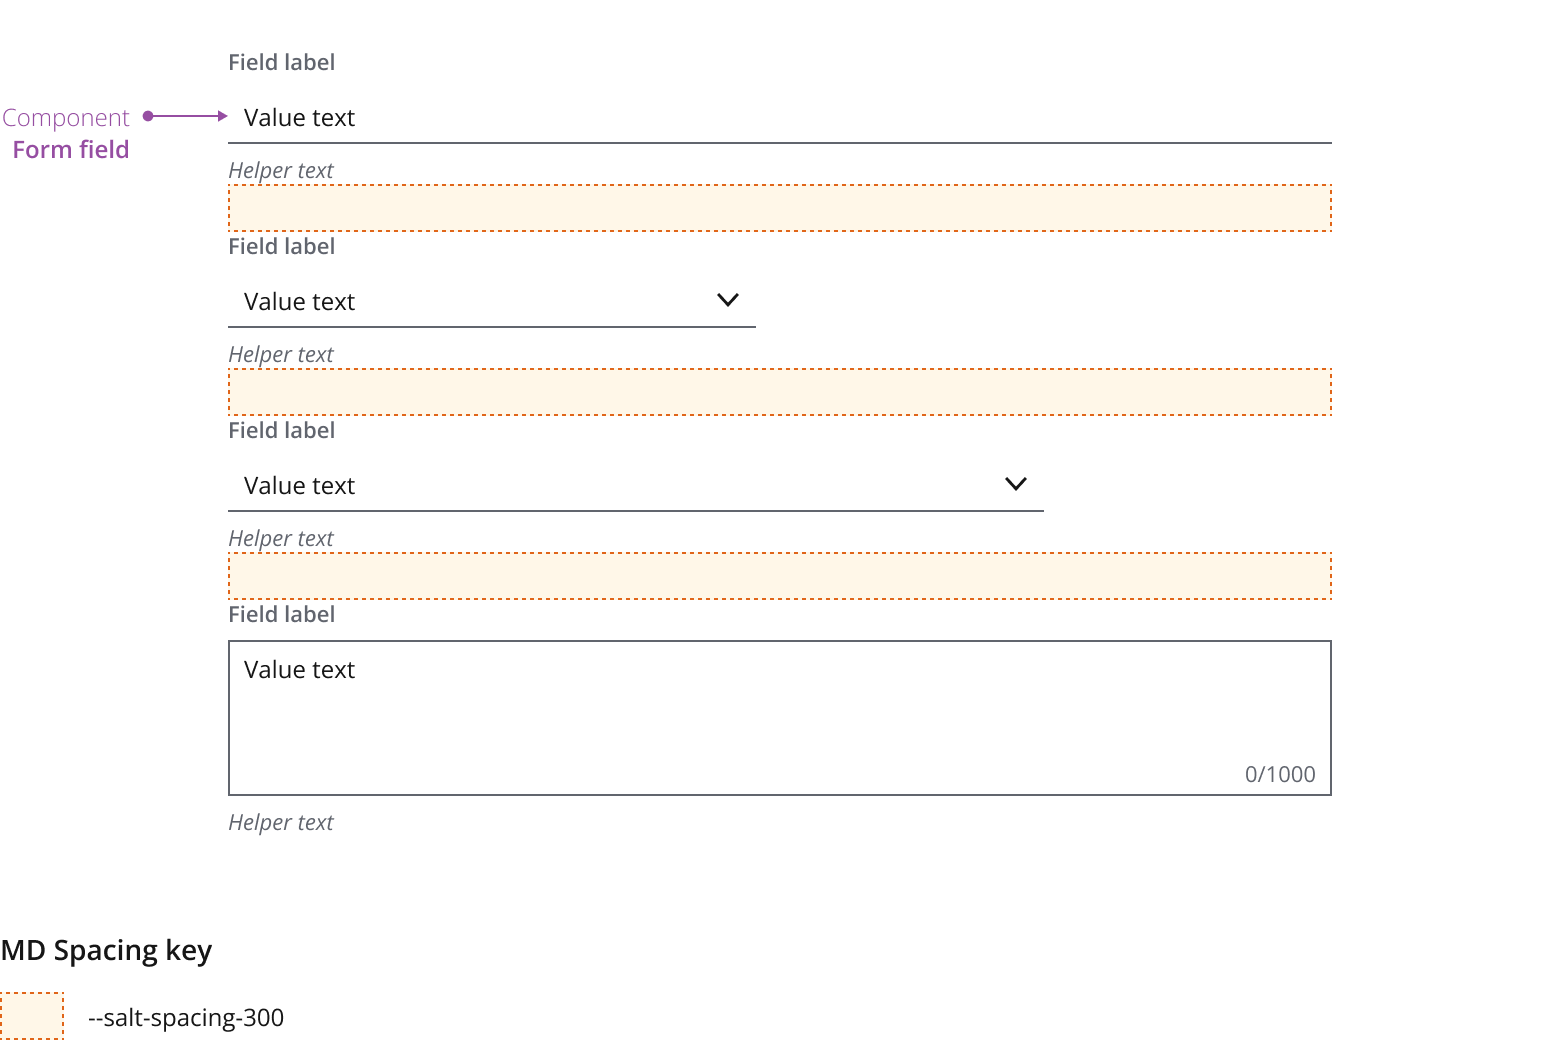 Field label
Component
Form field
Value text
Helper text
Field label
Value text
Helper text
Field label
Value text
Helper text
Field label
Value text
0/1000
Helper text
MD Spacing key
--salt-spacing-300